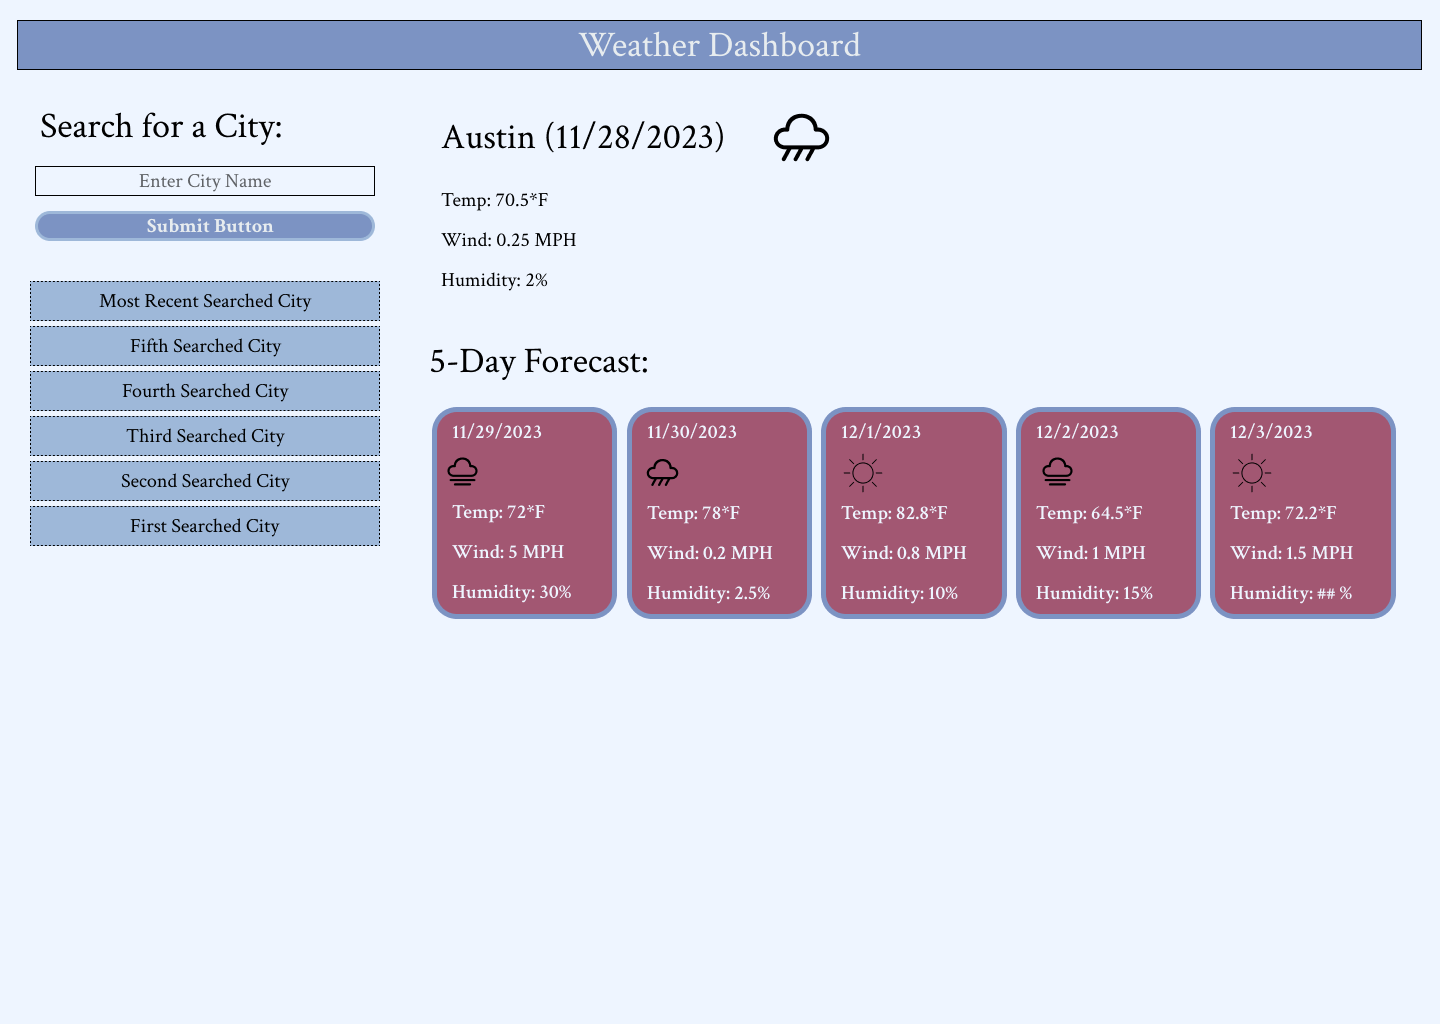 Weather Dashboard
Search for a City:
Enter City Name
Submit Button
Most Recent Searched City
Fifth Searched City
Fourth Searched City
Third Searched City
Second Searched City
First Searched City
Austin (11/28/2023)
Temp: 70.5*F
Wind: 0.25 MPH
Humidity: 2%
5-Day Forecast:
11/29/2023
Temp: 72*F
Wind: 5 MPH
Humidity: 30%
11/30/2023
Temp: 78*F
Wind: 0.2 MPH
Humidity: 2.5%
12/1/2023
Temp: 82.8*F
Wind: 0.8 MPH
Humidity: 10%
12/2/2023
Temp: 64.5*F
Wind: 1 MPH
Humidity: 15%
12/3/2023
Temp: 72.2*F
Wind: 1.5 MPH
Humidity: ## %